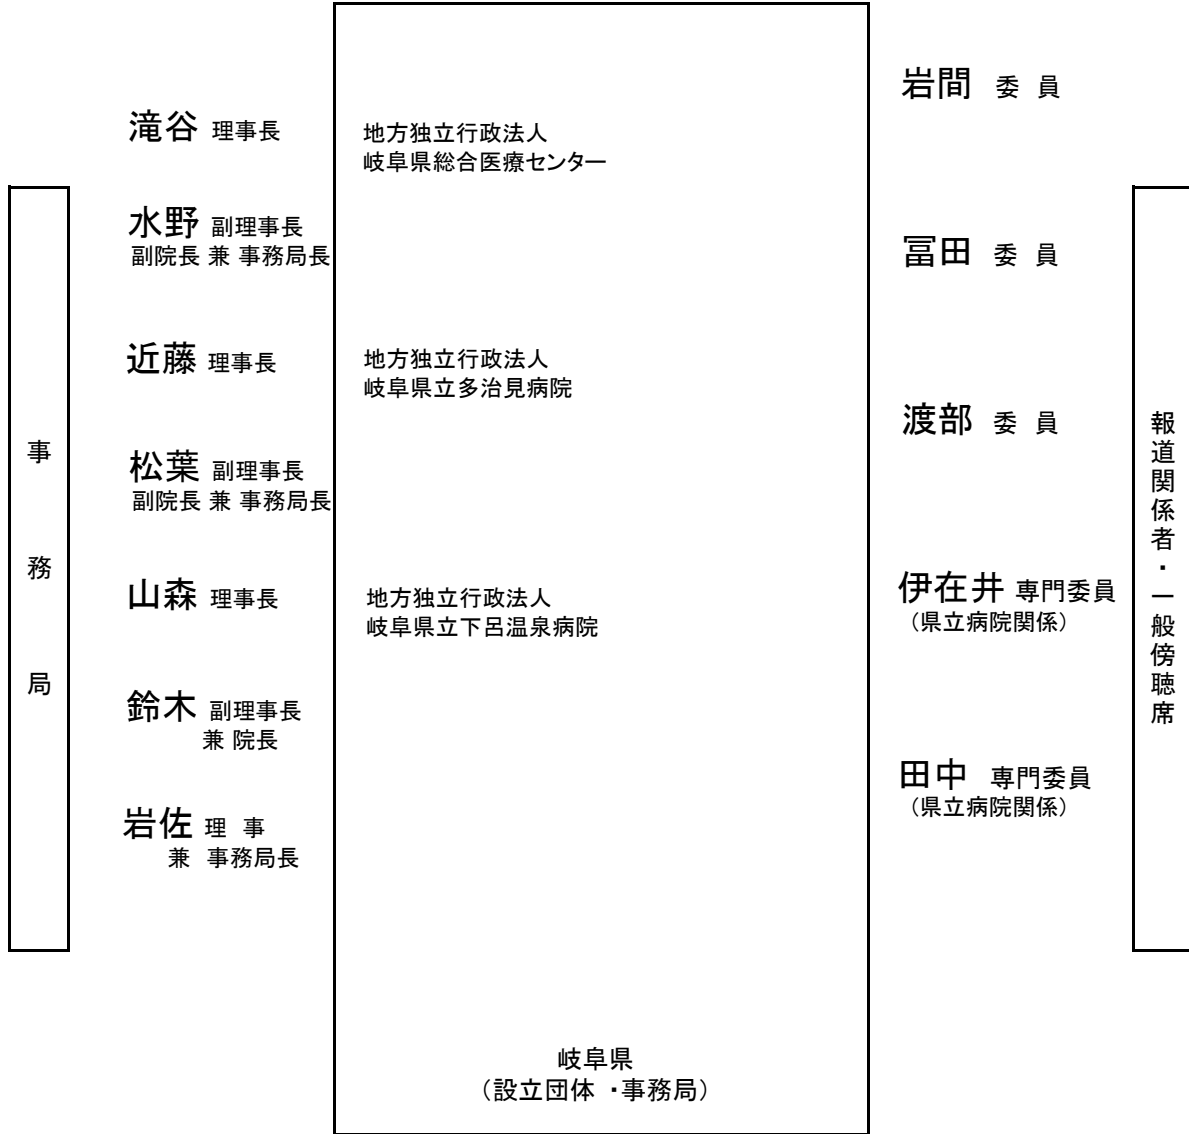 岩間 委 員
滝谷 理事長
地方独立行政法人
岐阜県総合医療センター
水野 副理事長
副院長 兼 事務局長
冨田 委 員
近藤 理事長
地方独立行政法人
岐阜県立多治見病院
渡部 委 員
松葉 副理事長
副院長 兼 事務局長
山森 理事長
地方独立行政法人
岐阜県立下呂温泉病院
伊在井 専門委員
（県立病院関係）
鈴木 副理事長
兼 院長
田中 専門委員
（県立病院関係）
岩佐 理 事
兼 事務局長
事務局
報道関係者・一般傍聴席
岐阜県
（設立団体 ・事務局）